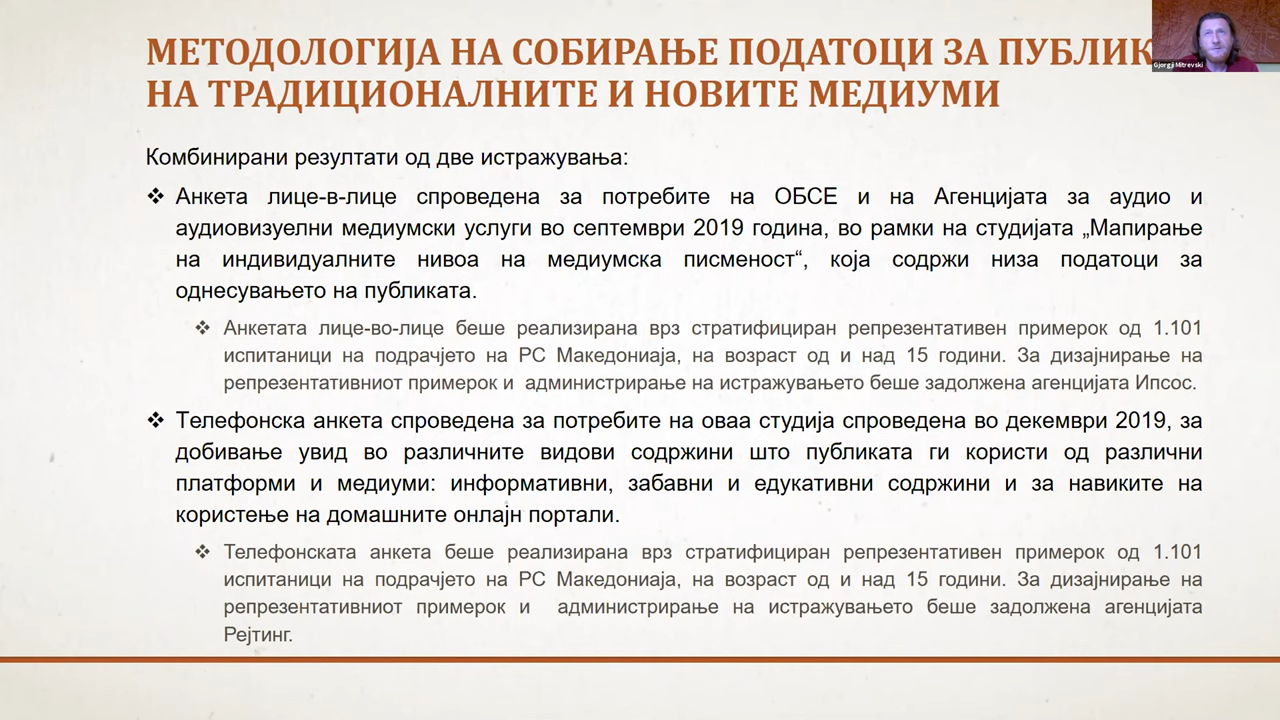 МЕТОДОЛОГИЈА НА СОБИРАЊЕ ПОДАТОЦИ ЗА ПУБЛИК
НА ТРАДИЦИОНАЛНИТЕ И НОВИТЕ МЕДИУМИ
Gjorgji Mitrevski
Комбинирани резултати од две истражувања:
❖ Анкета лице-в-лице спроведена за потребите на ОБСЕ и на Агенцијата за аудио и
аудиовизуелни медиумски услуги во септември 2019 година, во рамки на студијата „Мапирање
на индивидуалните нивоа на медиумска писменост“, која содржи низа податоци за
однесувањето на публиката.
❖ Анкетата лице-во-лице беше реализирана врз стратифициран репрезентативен примерок од 1.101
испитаници на подрачјето на РС Македонијаја, на возраст од и над 15 години. За дизајнирање на
репрезентативниот примерок и администрирање на истражувањето беше задолжена агенцијата Ипсос.
❖ Телефонска анкета спроведена за потребите на оваа студија спроведена во декември 2019, за
добивање увид во различните видови содржини што публиката ги користи од различни
платформи и медиуми: информативни, забавни и едукативни содржини и за навиките на
користење на домашните онлајн портали.
❖ Телефонската анкета беше реализирана врз стратифициран репрезентативен примерок од 1.101
испитаници на подрачјето на РС Македонијаја, на возраст од и над 15 години. За дизајнирање на
репрезентативниот примерок и администрирање на истражувањето беше задолжена агенцијата
Рејтинг.